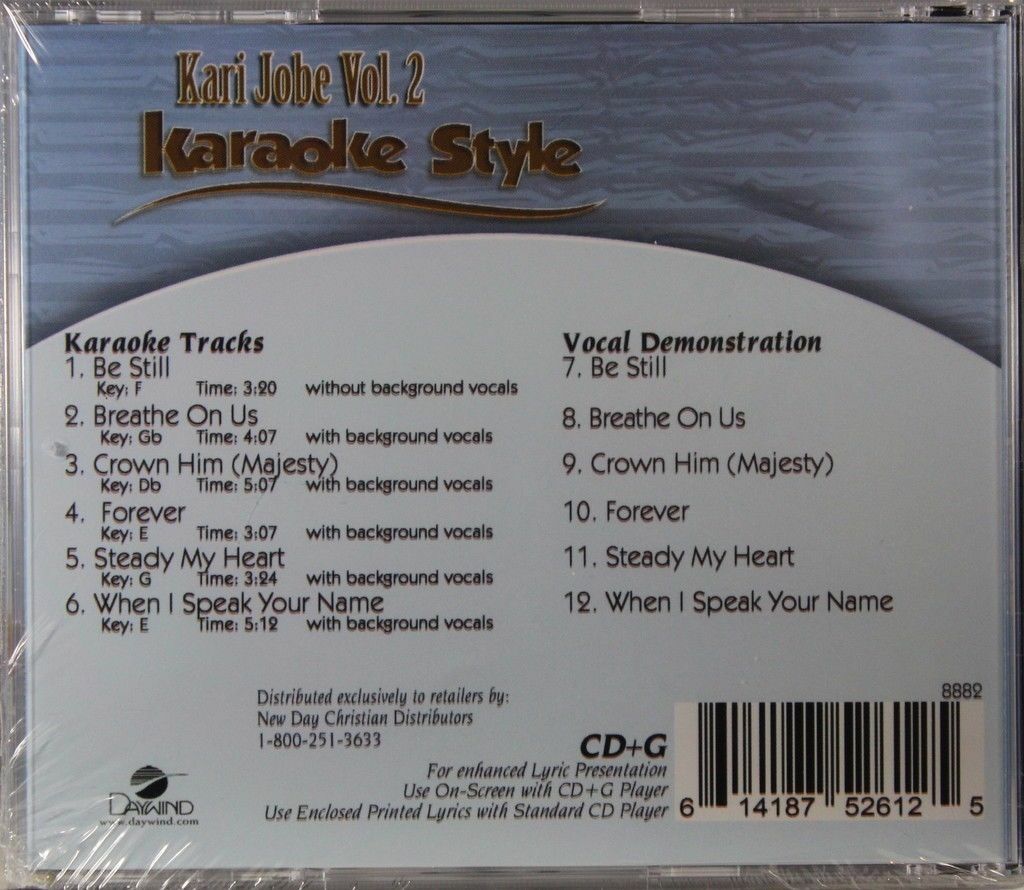 Kari Jobe Vol. 2
Karaoke Style
Karaoke Tracks
1. Be Still
Key: F Time: 3:20 without background vocals
2. Breathe On Us
Key: Gb Time: 4:07 with background vocals
3. Crown Him (Majesty)
Key: Db Time: 5:07 with background vocals
4. Forever
Key: E Time: 3:07 with background vocals
5. Steady My Heart
Key: G Time: 3:24 with background vocals
6. When I Speak Your Name
Key: E Time: 5:12 with background vocals
Vocal Demonstration
7. Be Still
8. Breathe On Us
9. Crown Him (Majesty)
10. Forever
11. Steady My Heart
12. When I Speak Your Name
Distributed exclusively to retailers by:
New Day Christian Distributors
1-800-251-3633
DAYWIND
www.daywind.com
CD+G
For enhanced Lyric Presentation
Use On-Screen with CD+G Player
Use Enclosed Printed Lyrics with Standard CD Player
8882
6 14187 52612 5